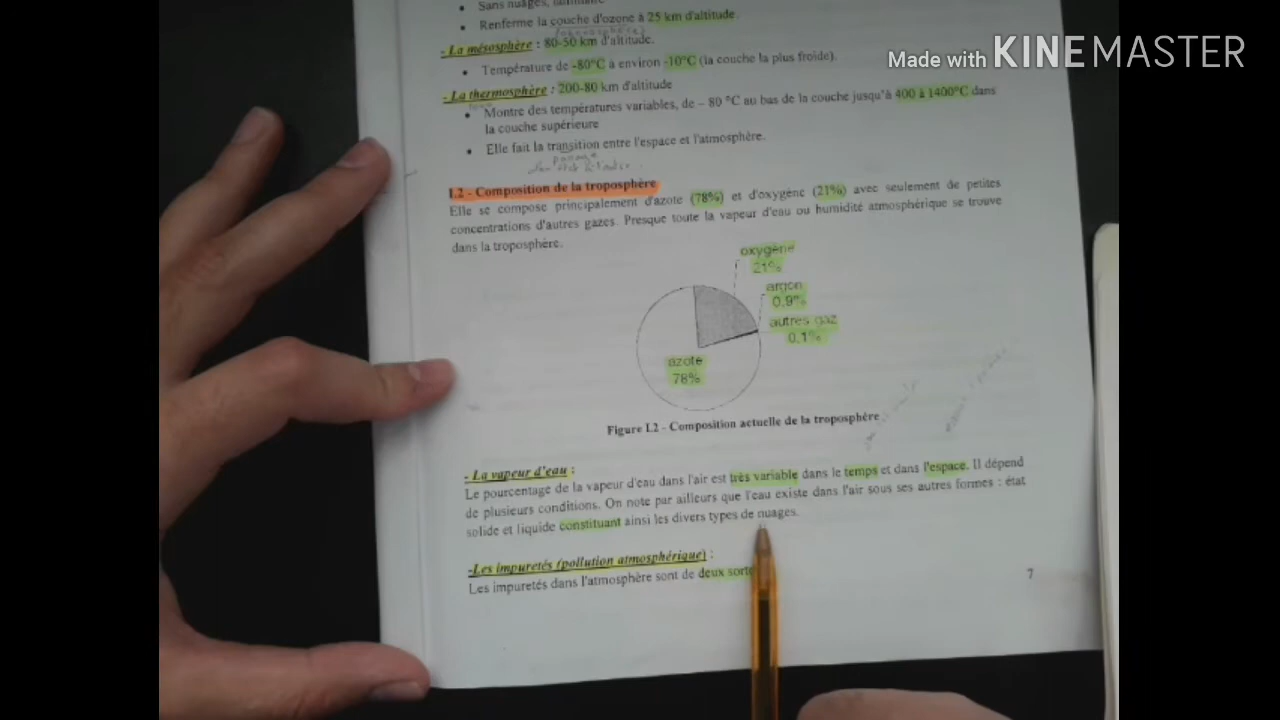 • Sans nuages,
• Renferme la couche d'ozone à 25 km d'altitude.
- La mésosphère : 80-50 km d'altitude.
• Température de -80°C à environ -10°C (la couche la plus froide).
- La thermosphère : 200-80 km d'altitude
• Montre des températures variables, de – 80 °C au bas de la couche jusqu'à 400 à 1400°C dans
la couche supérieure
• Elle fait la transition entre l'espace et l'atmosphère.
I.2 - Composition de la troposphère
Elle se compose principalement d'azote (78%) et d'oxygène (21%) avec seulement de petites
concentrations d'autres gazes. Presque toute la vapeur d'eau ou humidité atmosphérique se trouve
dans la troposphère.
oxygène
21%
argon
0.9%
autres gaz
0.1%
azote
78%
Figure I.2 - Composition actuelle de la troposphère
- La vapeur d'eau :
Le pourcentage de la vapeur d'eau dans l'air est très variable dans le temps et dans l'espace. Il dépend
de plusieurs conditions. On note par ailleurs que l'eau existe dans l'air sous ses autres formes : état
solide et liquide constituant ainsi les divers types de nuages.
-Les impuretés (pollution atmosphérique) :
Les impuretés dans l'atmosphère sont de deux sorte
7
Made with KINEMASTER